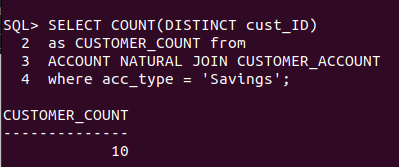 SQL> SELECT COUNT(DISTINCT cust_ID)
  2  as CUSTOMER_COUNT from
  3  ACCOUNT NATURAL JOIN CUSTOMER_ACCOUNT
  4  where acc_type = 'Savings';
CUSTOMER_COUNT
--------------
            10